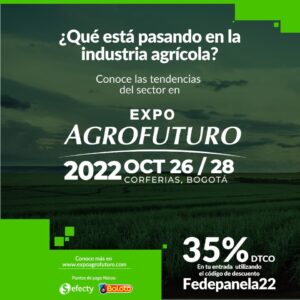 ¿Qué está pasando en la
industria agrícola?
Conoce las tendencias
del sector en
EXPO
AGROFUTURO
2022 OCT 26 / 28
CORFERIAS, BOGOTÁ
Conoce más en
www.expoagrofuturo.com
Puntos de pago físicos:
efecty
Baloto
35% DTCO
En tu entrada utilizando
el código de descuento
Fedepanela22